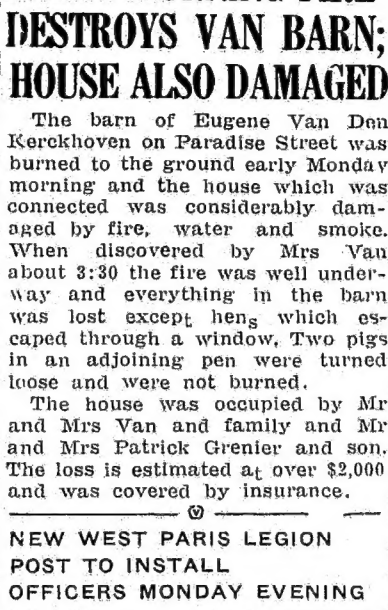 DESTROYS VAN BARN;
HOUSE ALSO DAMAGED
The barn of Eugene Van Den
Kerckhoven on Paradise Street was
burned to the ground early Monday
morning and the house which was
connected was considerably dam-
aged by fire, water and smoke.
When discovered by Mrs Van
about 3:30 the fire was well under-
way and everything in the barn
was lost except hens which es-
caped through a window. Two pigs
in an adjoining pen were turned
loose and were not burned.
The house was occupied by Mr
and Mrs Van and family and Mr
and Mrs Patrick Grenier and son.
The loss is estimated at over $2,000
and was covered by insurance.
V
NEW WEST PARIS LEGION
POST TO INSTALL
OFFICERS MONDAY EVENING